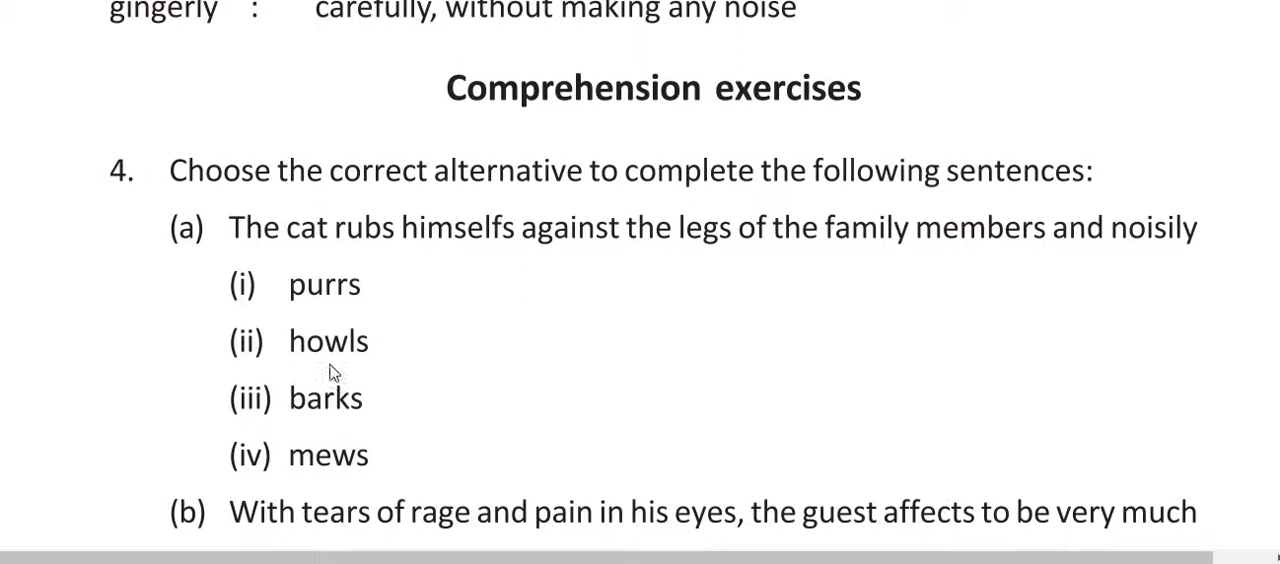 gingerly : carefully, without making any noise
Comprehension exercises
4. Choose the correct alternative to complete the following sentences:
(a) The cat rubs himselfs against the legs of the family members and noisily
(i) purrs
(ii) howls
(iii) barks
(iv) mews
(b) With tears of rage and pain in his eyes, the guest affects to be very much